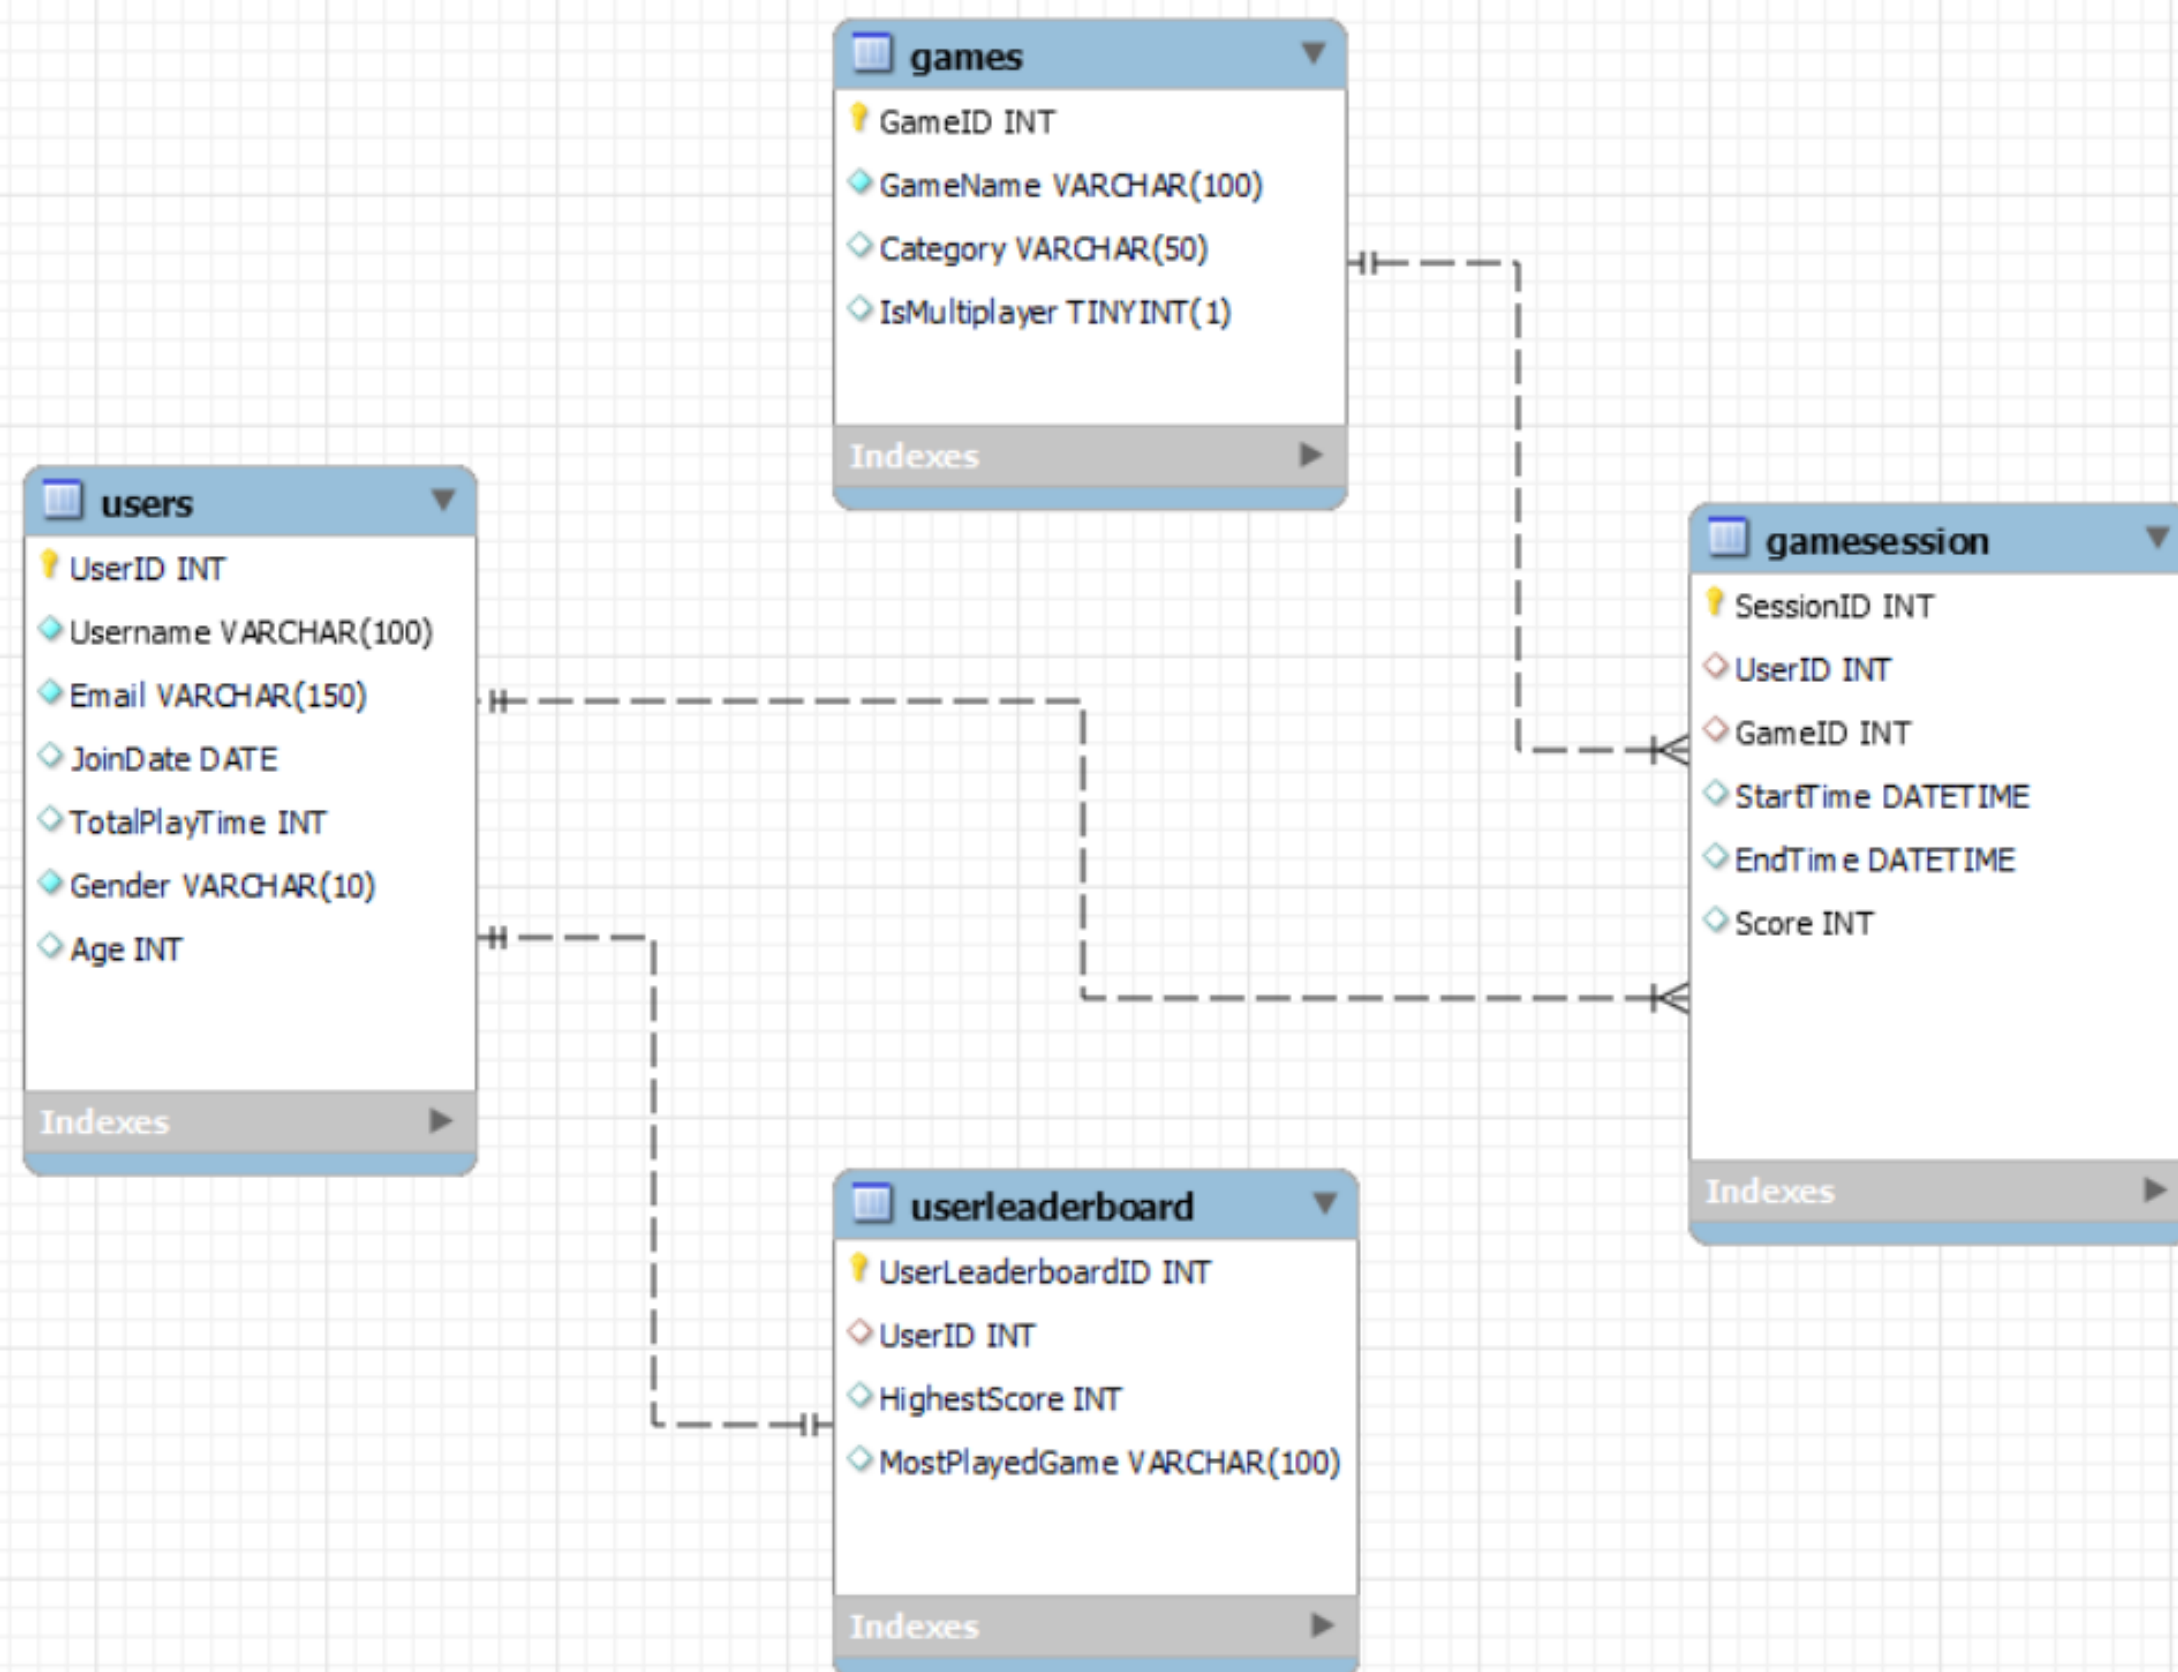 games
GameID INT
GameName VARCHAR(100)
Category VARCHAR(50)
IsMultiplayer TINYINT(1)
Indexes
users
UserID INT
Username VARCHAR(100)
Email VARCHAR(150)
JoinDate DATE
TotalPlayTime INT
Gender VARCHAR(10)
Age INT
Indexes
gamesession
SessionID INT
UserID INT
GameID INT
StartTime DATETIME
EndTime DATETIME
Score INT
Indexes
userleaderboard
UserLeaderboardID INT
UserID INT
HighestScore INT
MostPlayedGame VARCHAR(100)
Indexes